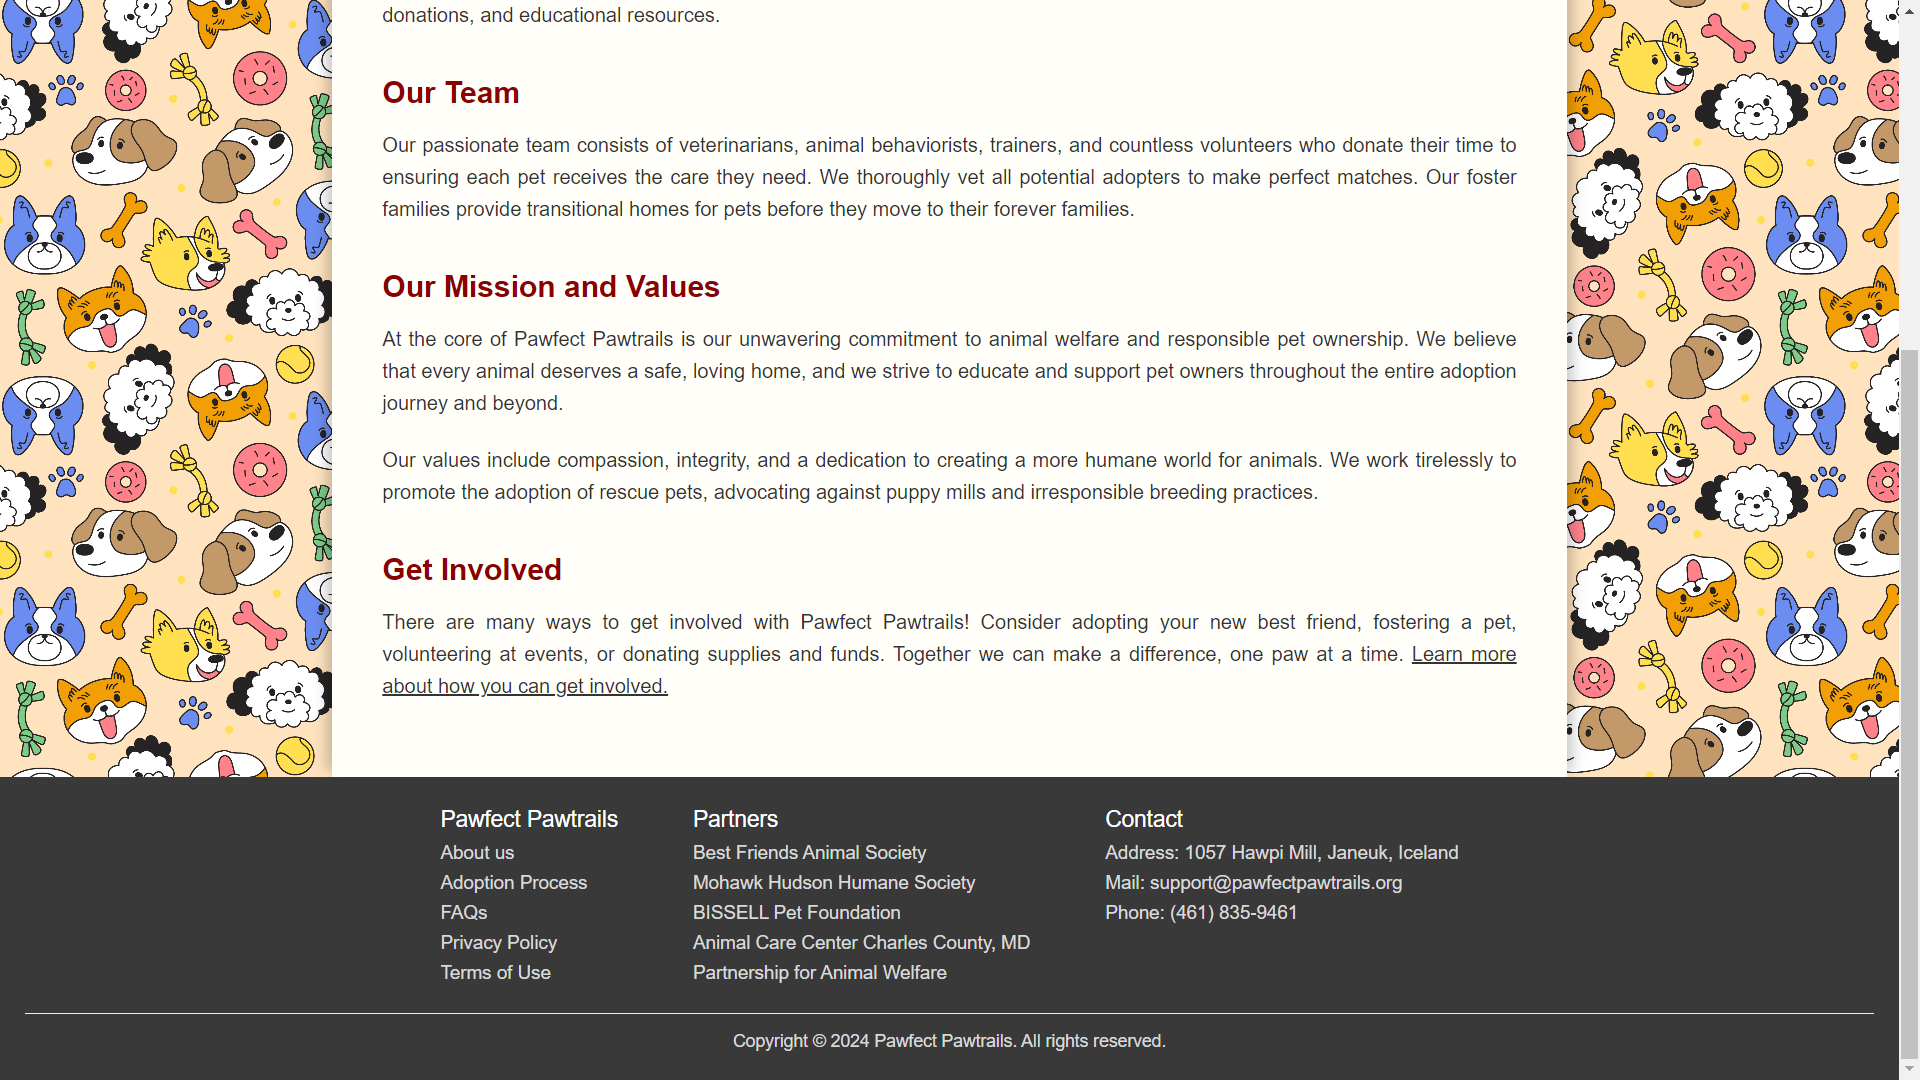 donations, and educational resources.
Our Team
Our passionate team consists of veterinarians, animal behaviorists, trainers, and countless volunteers who donate their time to
ensuring each pet receives the care they need. We thoroughly vet all potential adopters to make perfect matches. Our foster
families provide transitional homes for pets before they move to their forever families.
Our Mission and Values
At the core of Pawfect Pawtrails is our unwavering commitment to animal welfare and responsible pet ownership. We believe
that every animal deserves a safe, loving home, and we strive to educate and support pet owners throughout the entire adoption
journey and beyond.
Our values include compassion, integrity, and a dedication to creating a more humane world for animals. We work tirelessly to
promote the adoption of rescue pets, advocating against puppy mills and irresponsible breeding practices.
Get Involved
There are many ways to get involved with Pawfect Pawtrails! Consider adopting your new best friend, fostering a pet,
volunteering at events, or donating supplies and funds. Together we can make a difference, one paw at a time. Learn more
about how you can get involved.
Pawfect Pawtrails
About us
Adoption Process
FAQs
Privacy Policy
Terms of Use
Partners
Best Friends Animal Society
Mohawk Hudson Humane Society
BISSELL Pet Foundation
Animal Care Center Charles County, MD
Partnership for Animal Welfare
Contact
Address: 1057 Hawpi Mill, Janeuk, Iceland
Mail: support@pawfectpawtrails.org
Phone: (461) 835-9461
Copyright © 2024 Pawfect Pawtrails. All rights reserved.